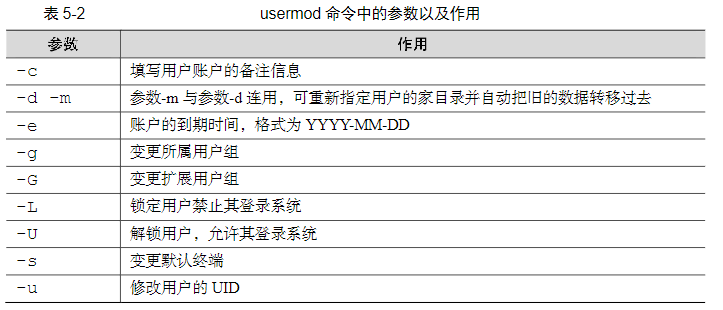 表 5-2 usermod 命令中的参数以及作用
参数 作用
-c 填写用户账户的备注信息
-d -m 参数-m 与参数-d 连用，可重新指定用户的家目录并自动把旧的数据转移过去
-e 账户的到期时间，格式为 YYYY-MM-DD
-g 变更所属用户组
-G 变更扩展用户组
-L 锁定用户禁止其登录系统
-U 解锁用户，允许其登录系统
-s 变更默认终端
-u 修改用户的 UID